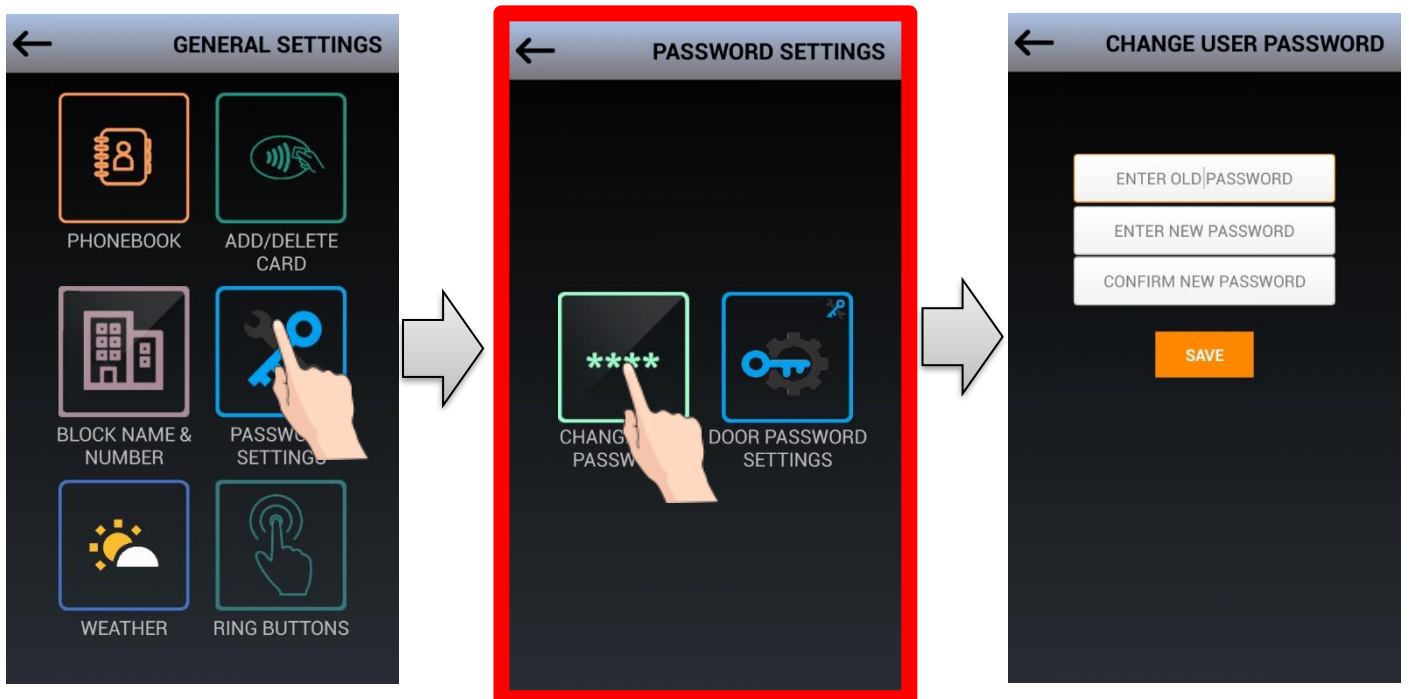 GENERAL SETTINGS
PHONEBOOK
ADD/DELETE
CARD
BLOCK NAME &
NUMBER
SETTINGS
WEATHER
RING BUTTONS
PASSWORD SETTINGS
****
DOOR PASSWORD
SETTINGS
CHANGE USER PASSWORD
ENTER OLD PASSWORD
ENTER NEW PASSWORD
CONFIRM NEW PASSWORD
SAVE